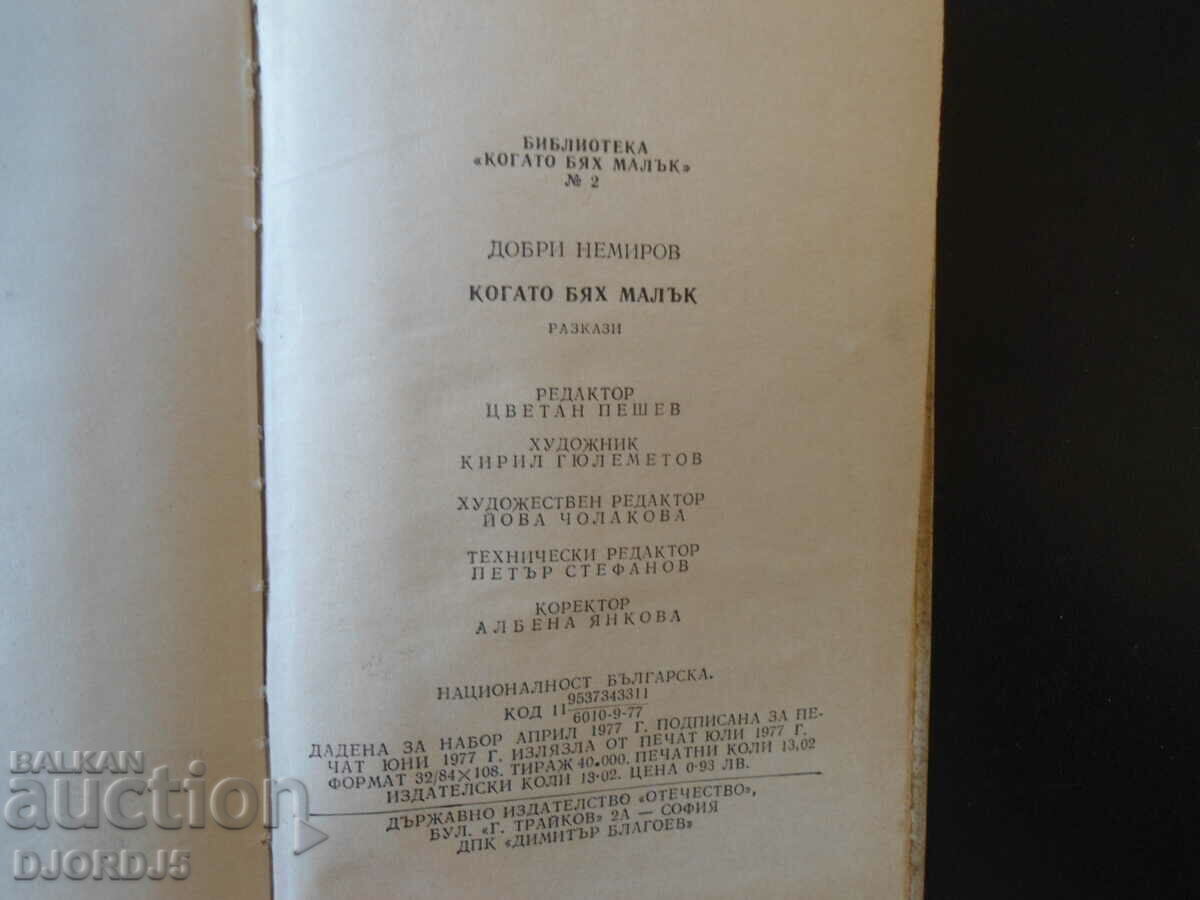 БИБЛИОТЕКА
«КОГАТО БЯХ МАЛЪК»
№ 2
ДОБРИ НЕМИРОВ
КОГАТО БЯХ МАЛЪК
РАЗКАЗИ
РЕДАКТОР
ЦВЕТАН ПЕШЕВ
ХУДОЖНИК
КИРИЛ ГЮЛЕМЕТОВ
ХУДОЖЕСТВЕН РЕДАКТОР
ЙОВА ЧОЛАКОВА
ТЕХНИЧЕСКИ РЕДАКТОР
ПЕТЪР СТЕФАНОВ
КОРЕКТОР
АЛБЕНА ЯНКОВА
НАЦИОНАЛНОСТ БЪЛГАРСКА.
КОД 11 9537343311
6010-9-77
ДАДЕНА ЗА НАБОР АПРИЛ 1977 Г. ПОДПИСАНА ЗА ПЕ-
ЧАТ ЮНИ 1977 Г. ИЗЛЯЗЛА ОТ ПЕЧАТ ЮЛИ 1977 Г.
ФОРМАТ 32/84×108. ТИРАЖ 40.000. ПЕЧАТНИ КОЛИ 13,02
ИЗДАТЕЛСКИ КОЛИ 13·02. ЦЕНА 0·93 ЛВ.
ДЪРЖАВНО ИЗДАТЕЛСТВО «ОТЕЧЕСТВО»,
БУЛ. «Г. ТРАЙКОВ» 2А — СОФИЯ
ДПК «ДИМИТЪР БЛАГОЕВ»
BALKAN
auction
DJORDJ5